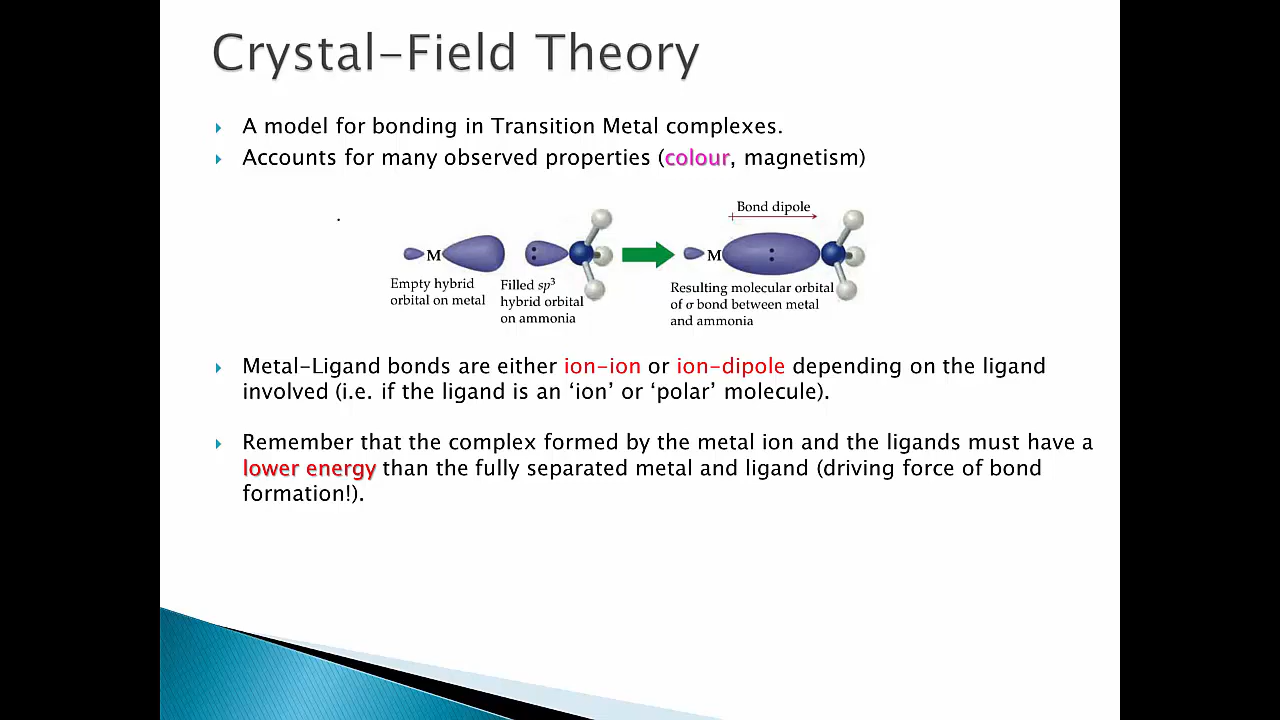 Crystal-Field Theory
A model for bonding in Transition Metal complexes.
Accounts for many observed properties (colour, magnetism)
Bond dipole
M
M
Empty hybrid
orbital on metal
Filled sp³
hybrid orbital
on ammonia
Resulting molecular orbital
of σ bond between metal
and ammonia
Metal-Ligand bonds are either ion-ion or ion-dipole depending on the ligand
involved (i.e. if the ligand is an ‘ion’ or ‘polar’ molecule).
Remember that the complex formed by the metal ion and the ligands must have a
lower energy than the fully separated metal and ligand (driving force of bond
formation!).